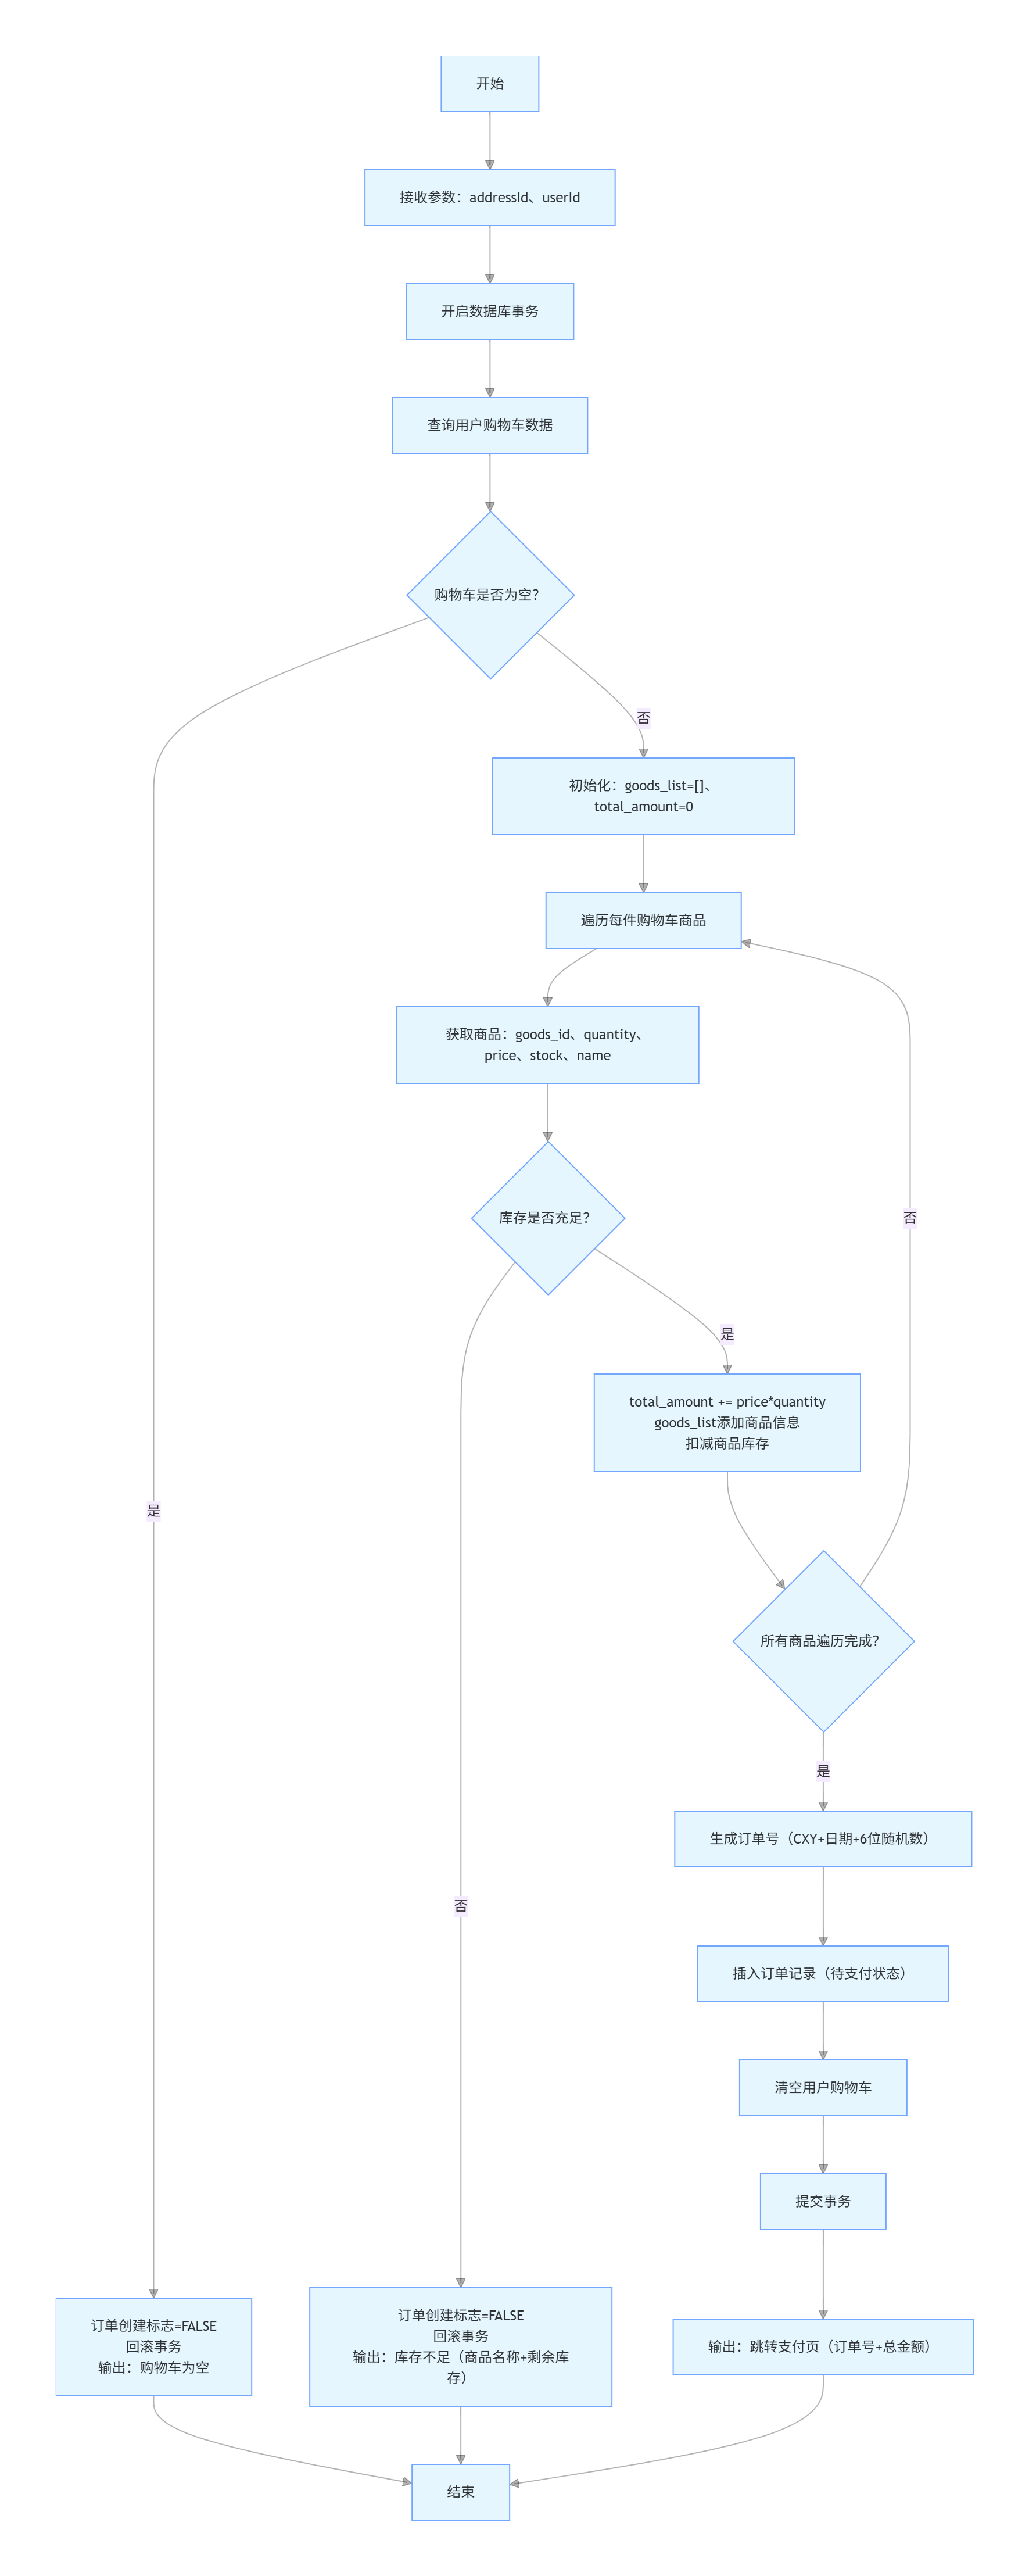 开始
接收参数：addressId、userId
开启数据库事务
查询用户购物车数据
购物车是否为空？
否
初始化：goods_list=[]、
total_amount=0
遍历每件购物车商品
获取商品：goods_id、quantity、
price、stock、name
库存是否充足？
否
是
total_amount += price*quantity
goods_list添加商品信息
扣减商品库存
是
所有商品遍历完成？
是
生成订单号（CXY+日期+6位随机数）
否
插入订单记录（待支付状态）
清空用户购物车
提交事务
订单创建标志=FALSE
回滚事务
输出：购物车为空
订单创建标志=FALSE
回滚事务
输出：库存不足（商品名称+剩余库
存）
输出：跳转支付页（订单号+总金额）
结束